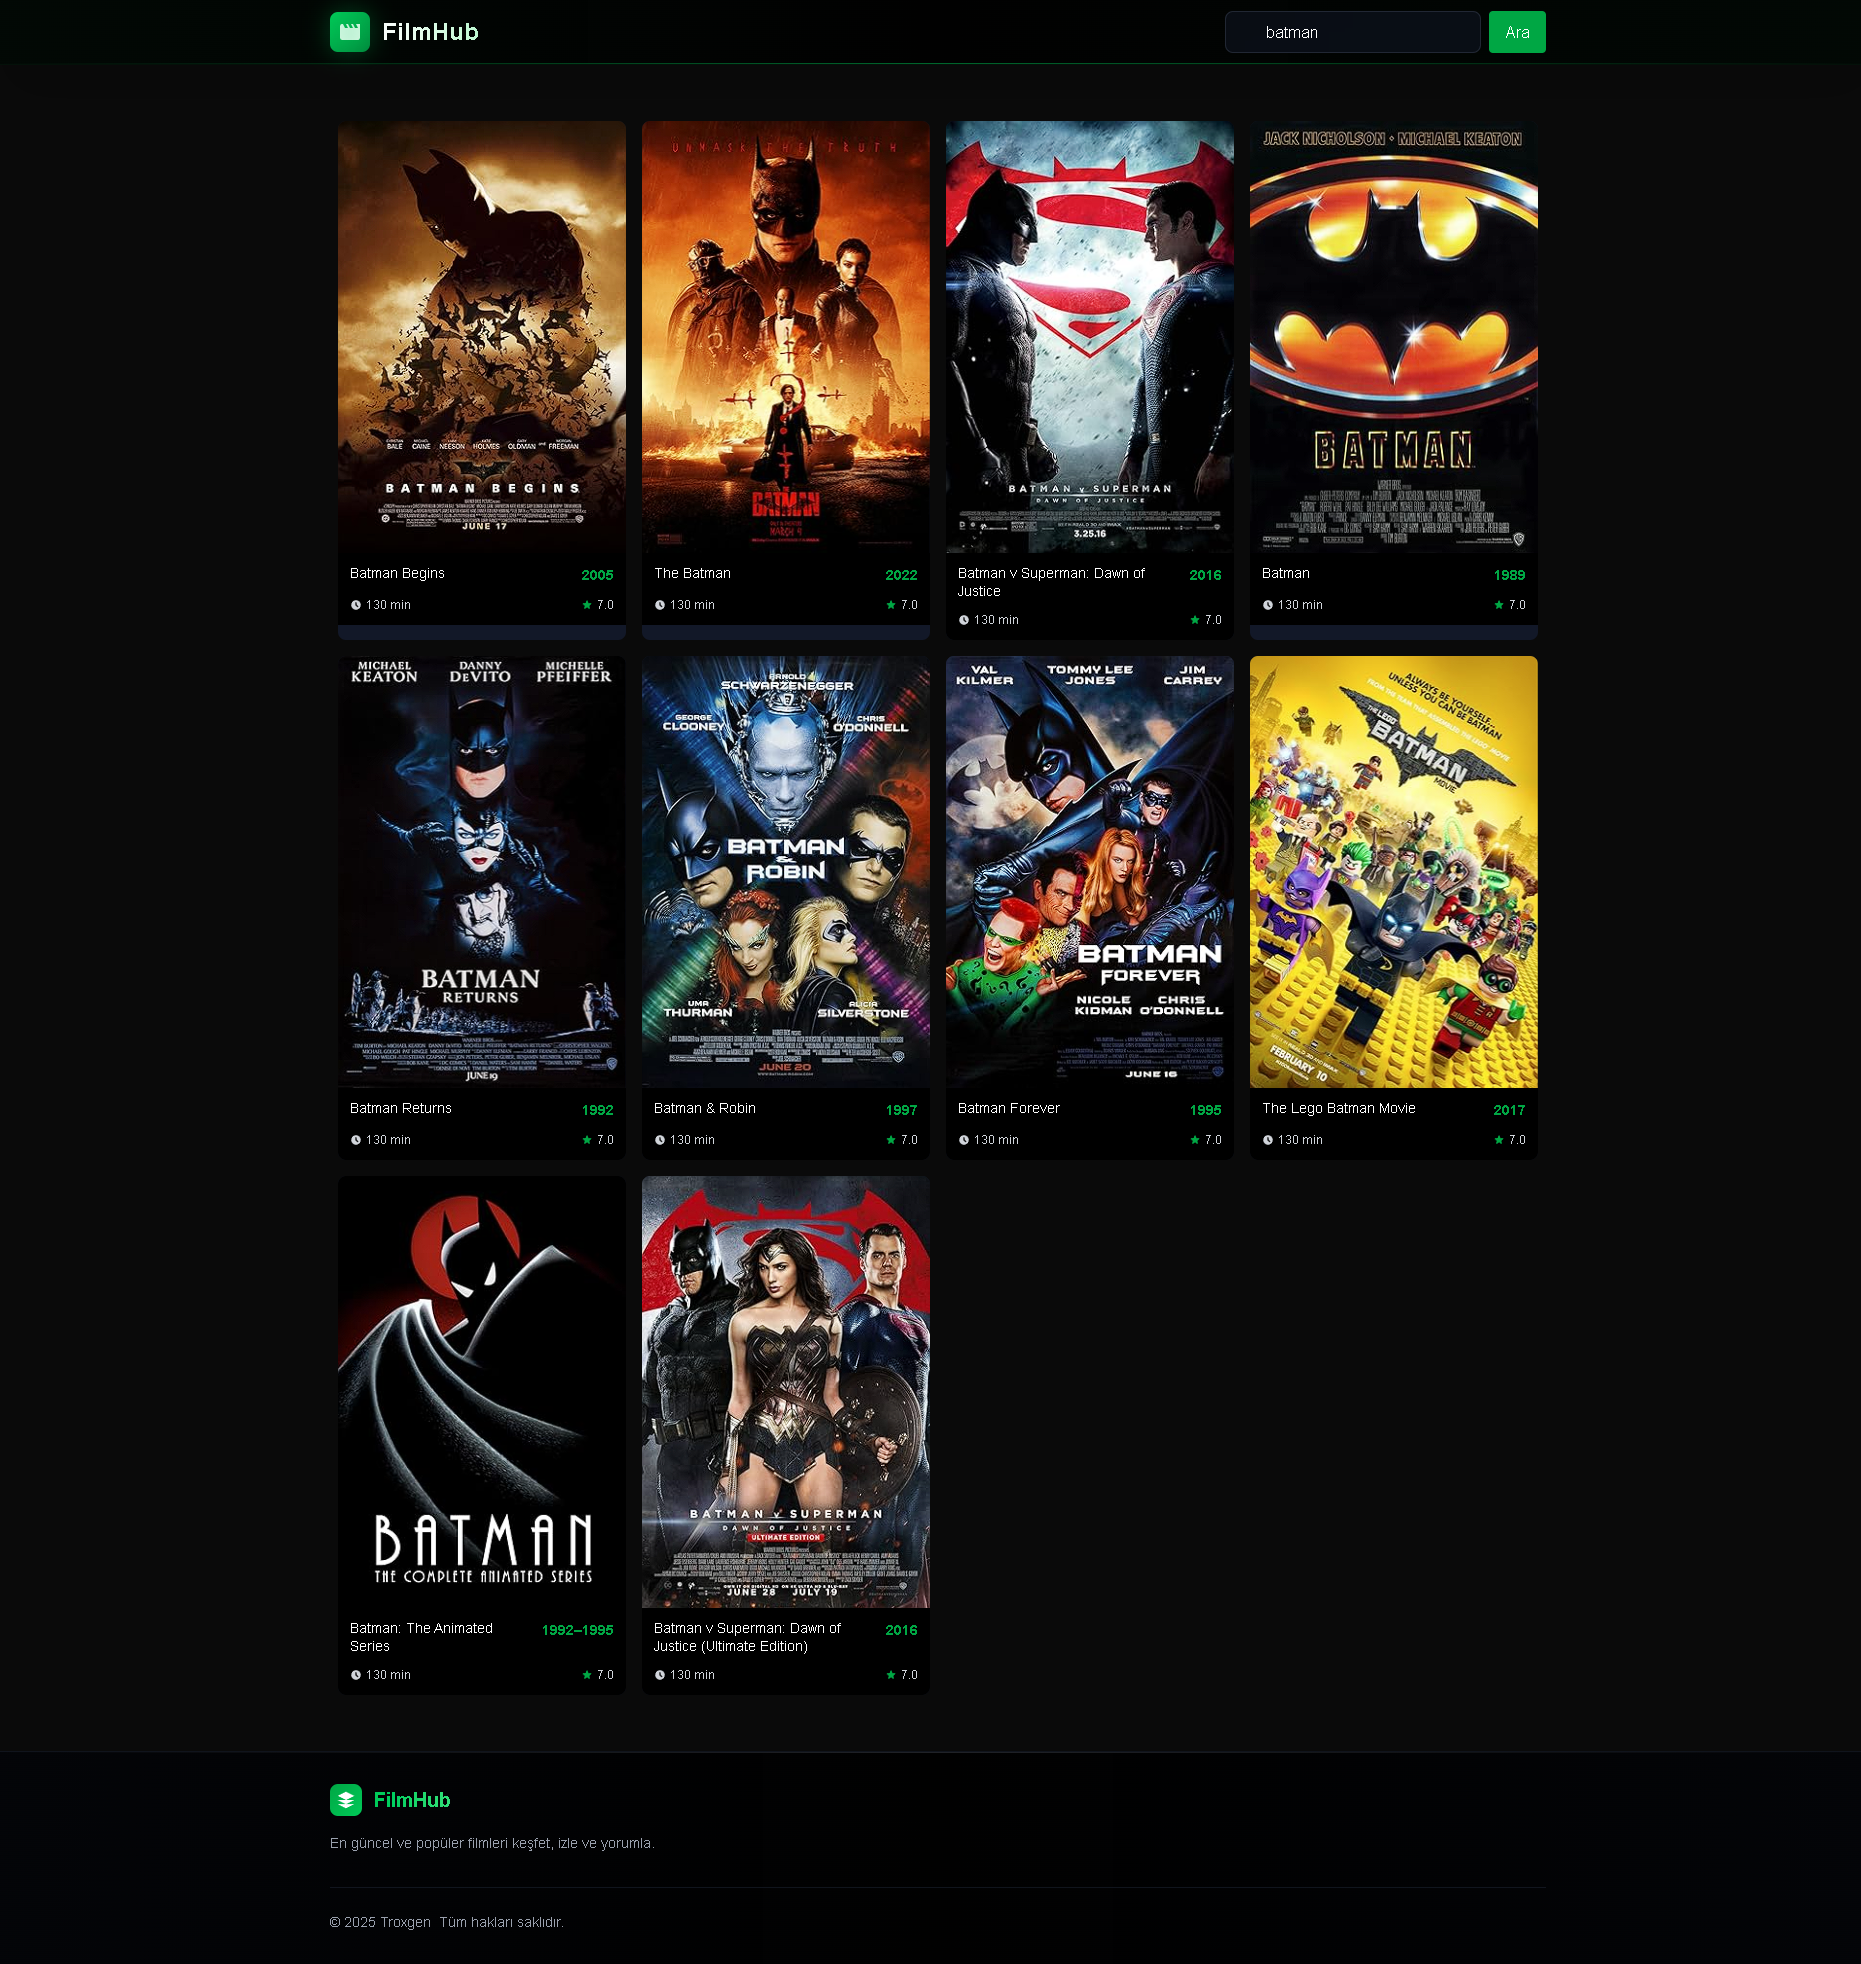 FilmHub
batman
Ara
BATMAN BEGINS
JUNE 17
Batman Begins
2005
130 min
7.0
UNMASK THE TRUTH
THE BATMAN
MARCH 4
The Batman
2022
130 min
7.0
BATMAN v SUPERMAN
DAWN OF JUSTICE
3.25.16
Batman v Superman: Dawn of
Justice
2016
130 min
7.0
JACK NICHOLSON · MICHAEL KEATON
BATMAN
Batman
1989
130 min
7.0
MICHAEL KEATON
DANNY DEVITO
MICHELLE PFEIFFER
BATMAN
RETURNS
JUNE 19
Batman Returns
1992
130 min
7.0
ARNOLD SCHWARZENEGGER
GEORGE CLOONEY
CHRIS O'DONNELL
BATMAN
&
ROBIN
UMA THURMAN
ALICIA SILVERSTONE
JUNE 20
Batman & Robin
1997
130 min
7.0
VAL KILMER
TOMMY LEE JONES
JIM CARREY
BATMAN
FOREVER
NICOLE KIDMAN
CHRIS O'DONNELL
JUNE 16
Batman Forever
1995
130 min
7.0
ALWAYS BE YOURSELF...
UNLESS YOU CAN BE BATMAN
FROM THE TEAM THAT ASSEMBLED THE LEGO MOVIE
THE LEGO
BATMAN
MOVIE
FEBRUARY 10
The Lego Batman Movie
2017
130 min
7.0
BATMAN
THE COMPLETE ANIMATED SERIES
Batman: The Animated
Series
1992–1995
130 min
7.0
BATMAN v SUPERMAN
DAWN OF JUSTICE
ULTIMATE EDITION
JUNE 28 JULY 19
Batman v Superman: Dawn of
Justice (Ultimate Edition)
2016
130 min
7.0
FilmHub
En güncel ve popüler filmleri keşfet, izle ve yorumla.
© 2025 Troxgen Tüm hakları saklıdır.